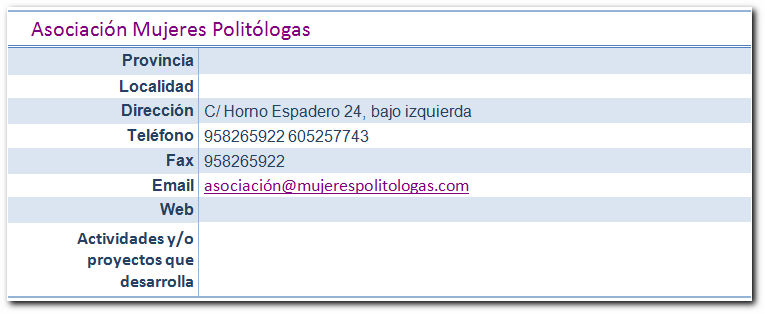 Asociación Mujeres Politólogas
Provincia
Localidad
Dirección C/ Horno Espadero 24, bajo izquierda
Teléfono 958265922 605257743
Fax 958265922
Email asociación@mujerespolitologas.com
Web
Actividades y/o
proyectos que
desarrolla